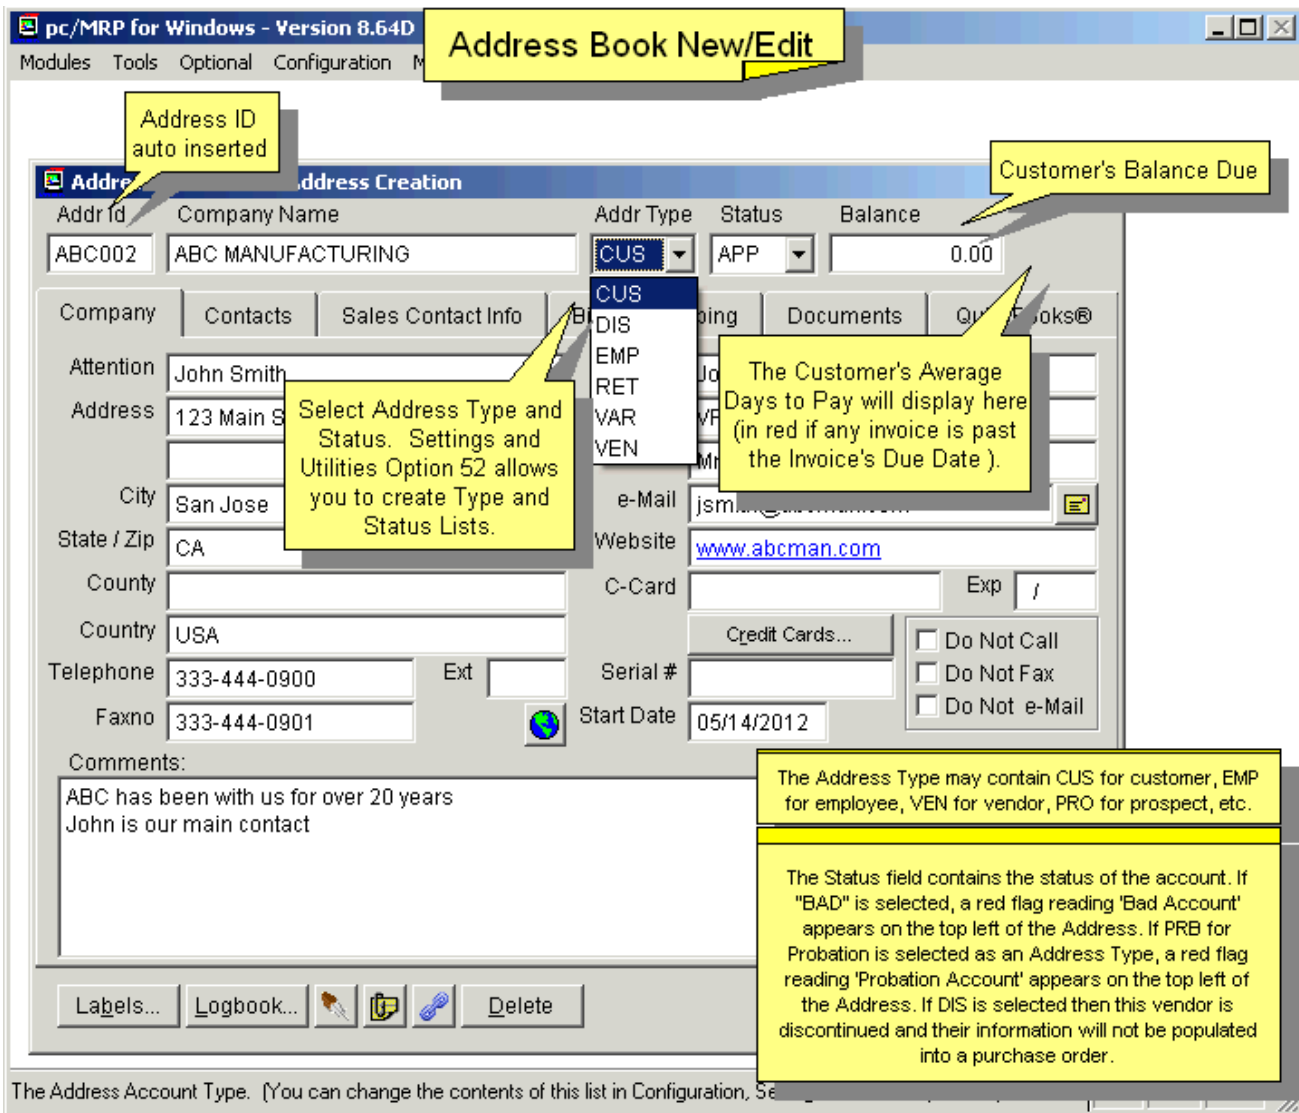 pc/MRP for Windows - Version 8.64D
Address Book New/Edit
Modules Tools Optional Configuration
Address ID
auto inserted
Customer's Balance Due
Address Creation
Addr Id Company Name Addr Type Status Balance
ABC002 ABC MANUFACTURING CUS APP 0.00
CUS
DIS
EMP
RET
VAR
VEN
Company Contacts Sales Contact Info Documents
Select Address Type and
Status. Settings and
Utilities Option 52 allows
you to create Type and
Status Lists.
The Customer's Average
Days to Pay will display here
(in red if any invoice is past
the Invoice's Due Date ).
Attention John Smith
Address 123 Main
City San Jose e-Mail
State / Zip CA Website www.abcman.com
County C-Card Exp /
Country USA Credit Cards... Do Not Call
Telephone 333-444-0900 Ext Serial # Do Not Fax
Faxno 333-444-0901 Start Date 05/14/2012 Do Not e-Mail
Comments:
ABC has been with us for over 20 years
John is our main contact
The Address Type may contain CUS for customer, EMP
for employee, VEN for vendor, PRO for prospect, etc.
The Status field contains the status of the account. If
"BAD" is selected, a red flag reading 'Bad Account'
appears on the top left of the Address. If PRB for
Probation is selected as an Address Type, a red flag
reading 'Probation Account' appears on the top left of
the Address. If DIS is selected then this vendor is
discontinued and their information will not be populated
into a purchase order.
Labels... Logbook... Delete
The Address Account Type. (You can change the contents of this list in Configuration,